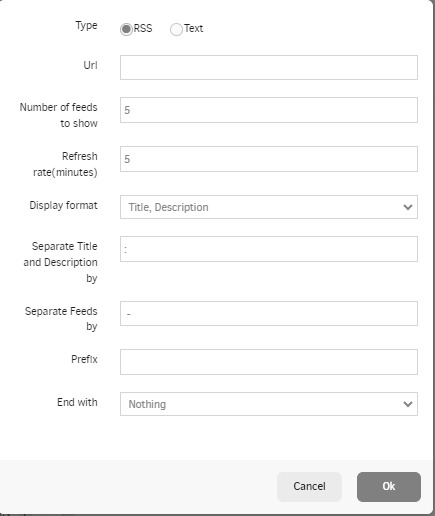 Type RSS Text
Url
Number of feeds
to show 5
Refresh
rate(minutes) 5
Display format Title, Description
Separate Title
and Description
by :
Separate Feeds
by -
Prefix
End with Nothing
Cancel Ok